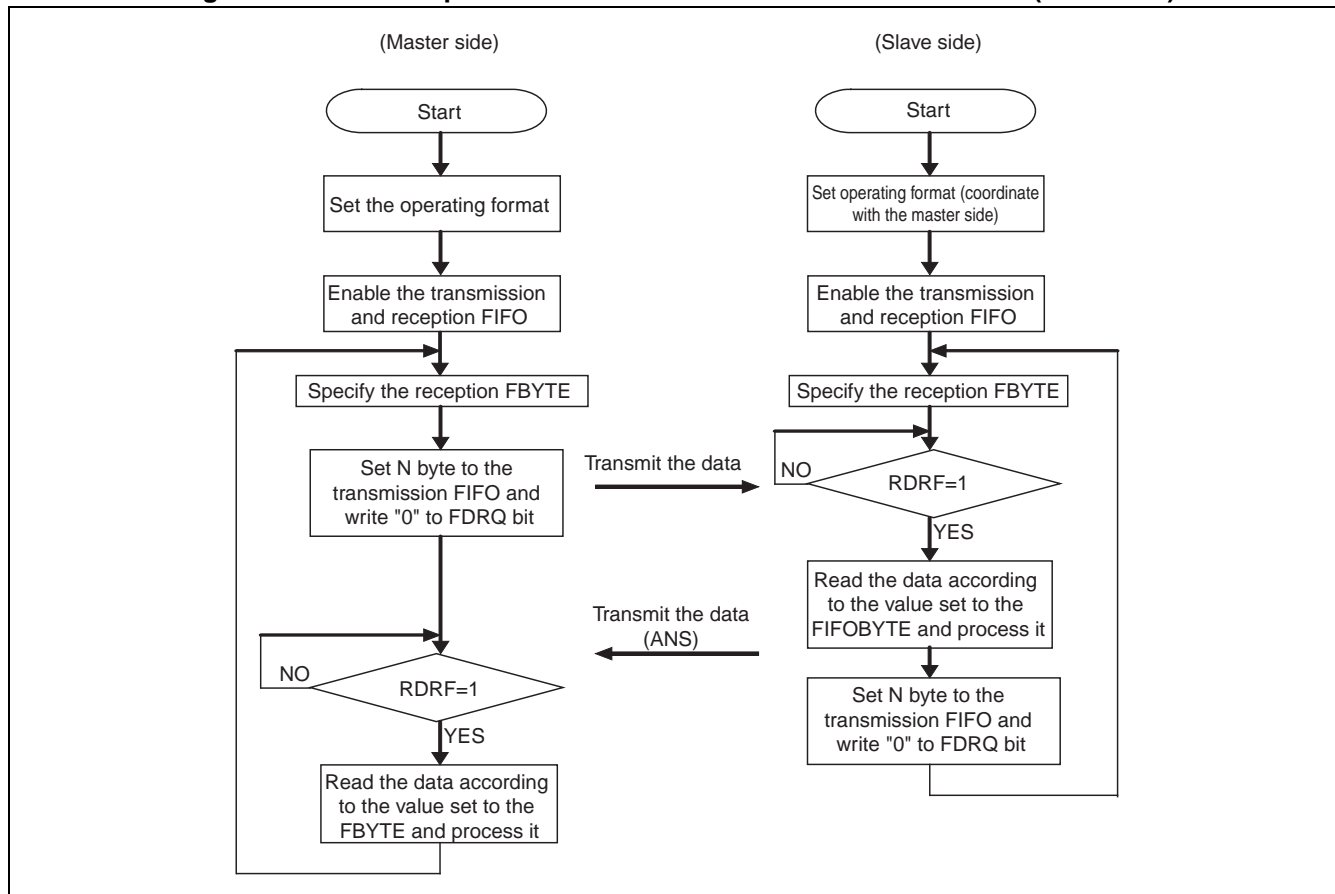 (Master side)
Start
Set the operating format
Enable the transmission
and reception FIFO
Specify the reception FBYTE
Set N byte to the
transmission FIFO and
write "0" to FDRQ bit
NO
RDRF=1
YES
Read the data according
to the value set to the
FBYTE and process it
Transmit the data
Transmit the data
(ANS)
(Slave side)
Start
Set operating format (coordinate
with the master side)
Enable the transmission
and reception FIFO
Specify the reception FBYTE
NO
RDRF=1
YES
Read the data according
to the value set to the
FIFOBYTE and process it
Set N byte to the
transmission FIFO and
write "0" to FDRQ bit